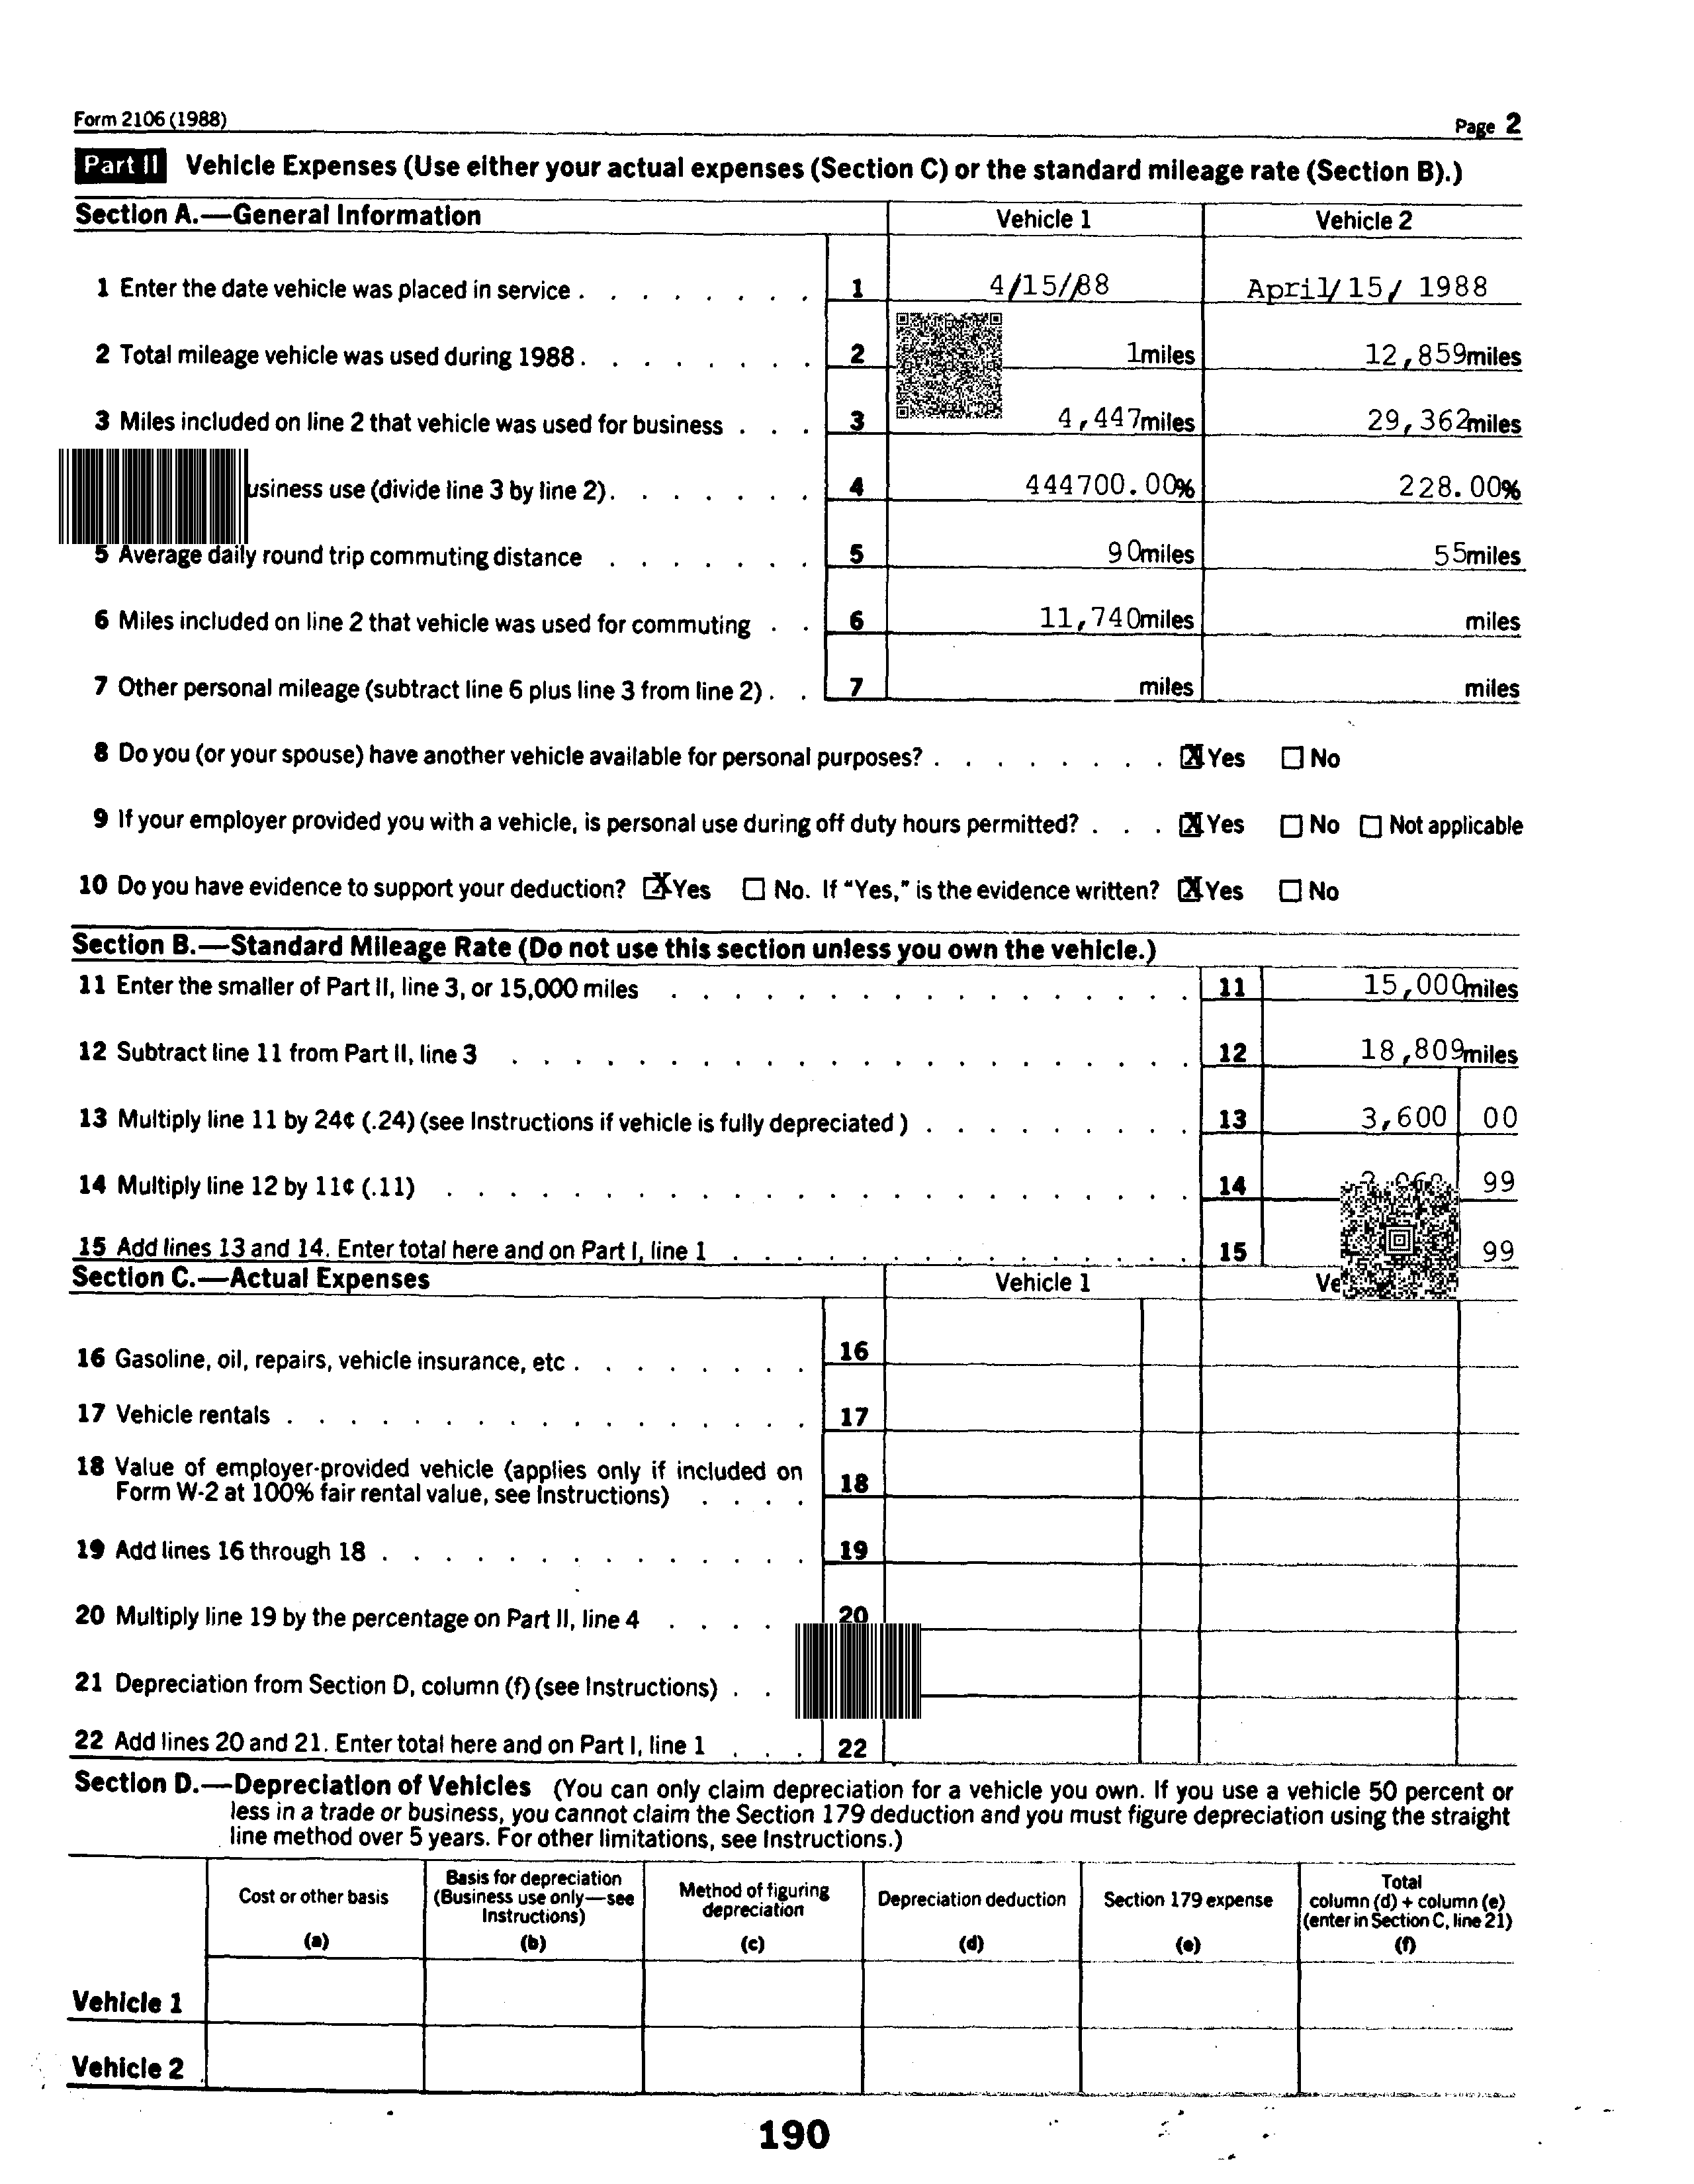 Form 2106 (1988) Page 2
Part II Vehicle Expenses (Use either your actual expenses (Section C) or the standard mileage rate (Section B).)
Section A.—General Information Vehicle 1 Vehicle 2
1 Enter the date vehicle was placed in service . . . . . . . . 1 4/15//88 April/ 15/ 1988
2 Total mileage vehicle was used during 1988 . . . . . . . . 2 1miles 12,859miles
3 Miles included on line 2 that vehicle was used for business . . . 3 4,447miles 29,362miles
usiness use (divide line 3 by line 2) . . . . . . . 4 444700.00% 228.00%
5 Average daily round trip commuting distance . . . . . . . 5 90miles 55miles
6 Miles included on line 2 that vehicle was used for commuting . . 6 11,740miles miles
7 Other personal mileage (subtract line 6 plus line 3 from line 2) . . 7 miles miles
8 Do you (or your spouse) have another vehicle available for personal purposes? . . . . . . . . X Yes No
9 If your employer provided you with a vehicle, is personal use during off duty hours permitted? . . . X Yes No Not applicable
10 Do you have evidence to support your deduction? X Yes No. If "Yes," is the evidence written? X Yes No
Section B.—Standard Mileage Rate (Do not use this section unless you own the vehicle.)
11 Enter the smaller of Part II, line 3, or 15,000 miles . . . . . . . . . . . . . . . . . 11 15,000miles
12 Subtract line 11 from Part II, line 3 . . . . . . . . . . . . . . . . . . . . . . 12 18,809miles
13 Multiply line 11 by 24¢ (.24) (see Instructions if vehicle is fully depreciated ) . . . . . . . . . 13 3,600 00
14 Multiply line 12 by 11¢ (.11) . . . . . . . . . . . . . . . . . . . . . . . . 14 99
15 Add lines 13 and 14. Enter total here and on Part I, line 1 . . . . . . . . . . . . . . . 15 99
Section C.—Actual Expenses Vehicle 1
16 Gasoline, oil, repairs, vehicle insurance, etc . . . . . . . . 16
17 Vehicle rentals . . . . . . . . . . . . . . . . . 17
18 Value of employer-provided vehicle (applies only if included on
Form W-2 at 100% fair rental value, see Instructions) . . . . 18
19 Add lines 16 through 18 . . . . . . . . . . . . . . 19
20 Multiply line 19 by the percentage on Part II, line 4 . . . . 20
21 Depreciation from Section D, column (f) (see Instructions) . .
22 Add lines 20 and 21. Enter total here and on Part I, line 1 . . . 22
Section D.—Depreciation of Vehicles (You can only claim depreciation for a vehicle you own. If you use a vehicle 50 percent or
less in a trade or business, you cannot claim the Section 179 deduction and you must figure depreciation using the straight
line method over 5 years. For other limitations, see Instructions.)
Cost or other basis
(a)
Basis for depreciation
(Business use only—see
Instructions)
(b)
Method of figuring
depreciation
(c)
Depreciation deduction
(d)
Section 179 expense
(e)
Total
column (d) + column (e)
(enter in Section C, line 21)
(f)
Vehicle 1
Vehicle 2
190